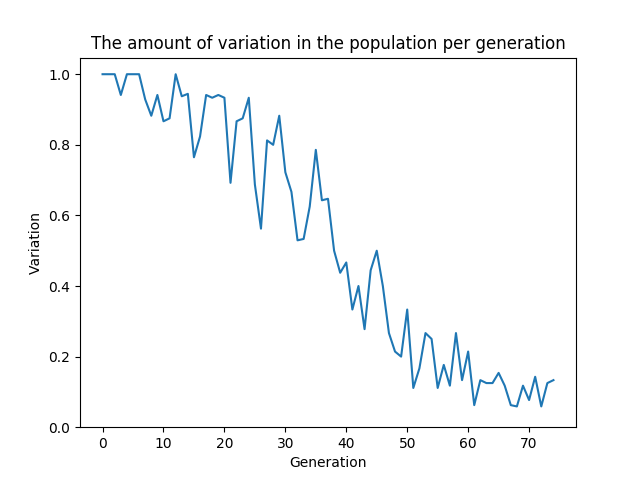 The amount of variation in the population per generation
1.0
0.8
0.6
0.4
0.2
0.0
Variation
0 10 20 30 40 50 60 70
Generation